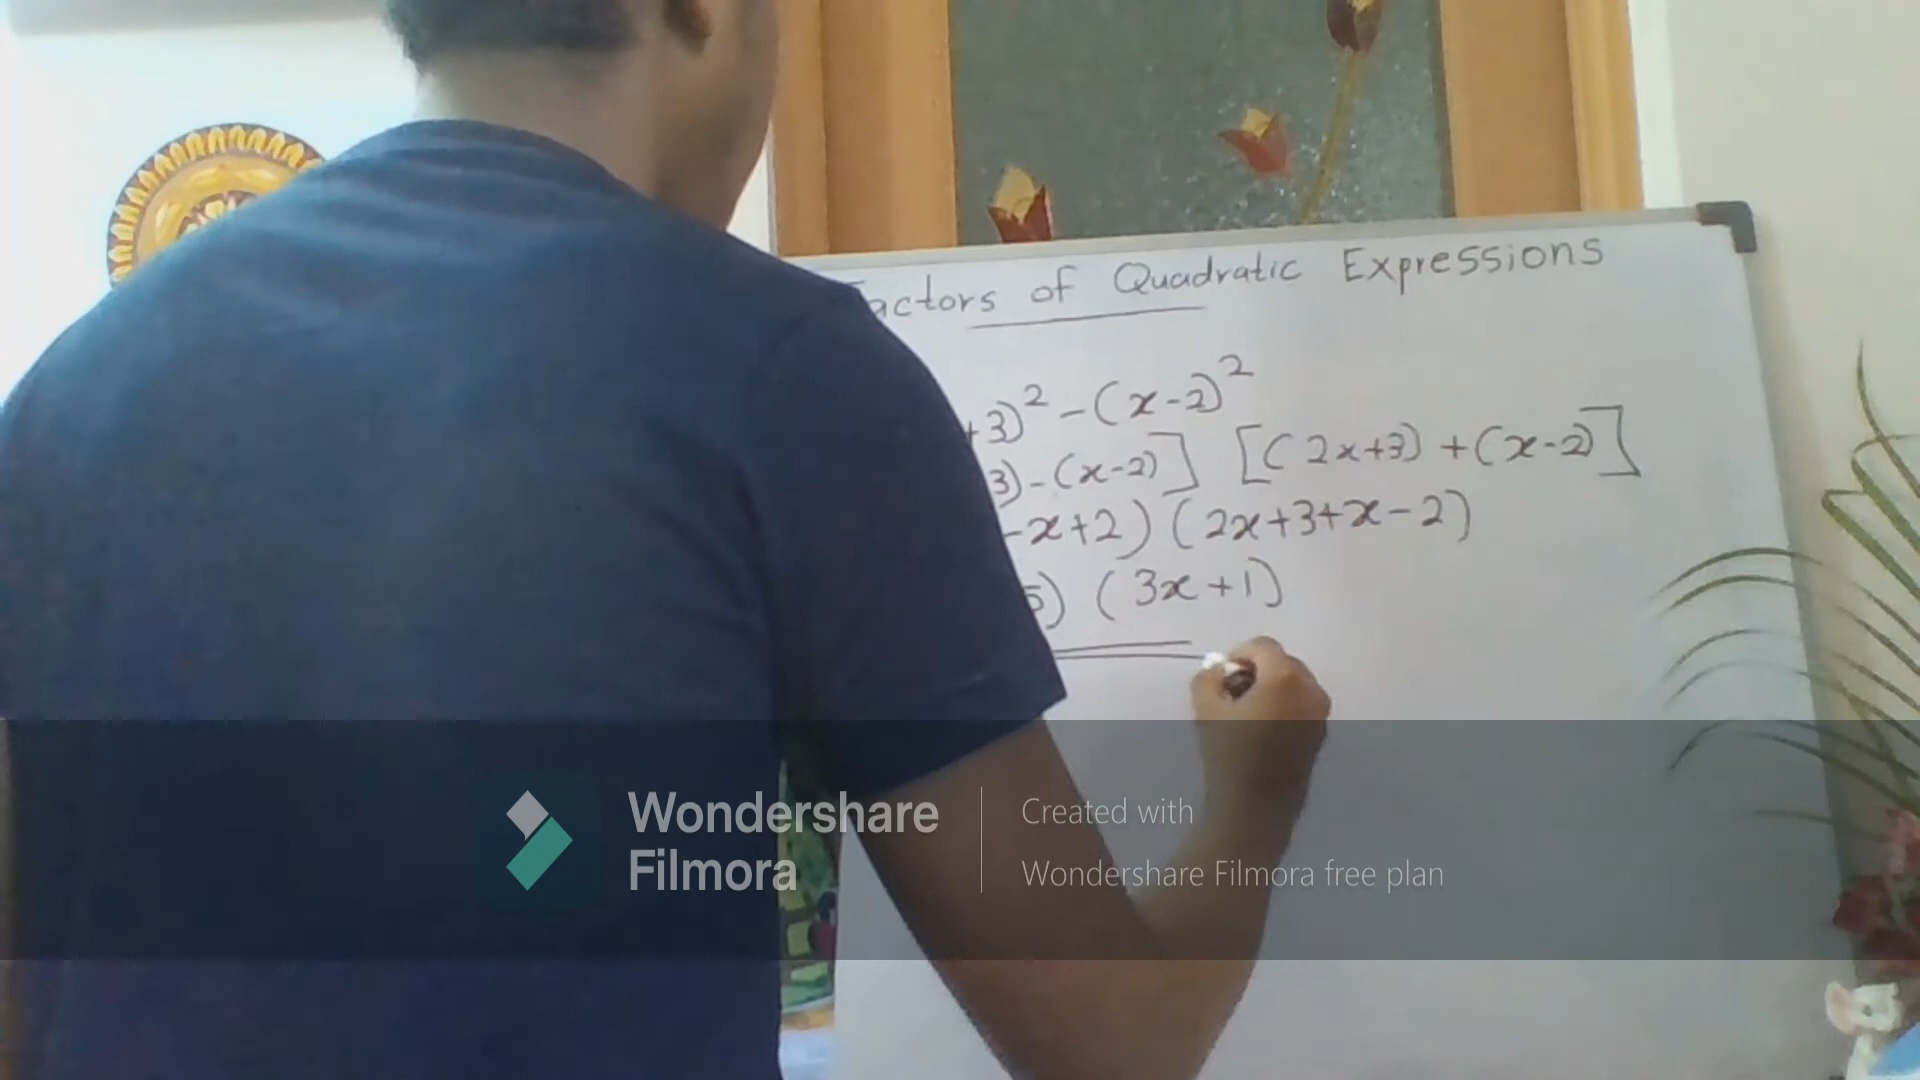 actors of Quadratic Expressions
+3)² -(x-2)²
3)-(x-2)] [(2x+3) +(x-2)]
-x+2) (2x+3+x-2)
5) (3x+1)
Wondershare
Filmora
Created with
Wondershare Filmora free plan